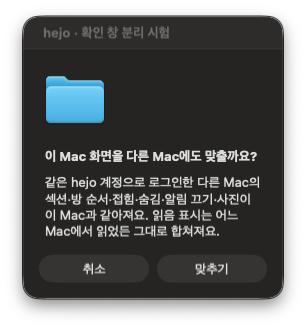 hejo · 확인 창 분리 시험
이 Mac 화면을 다른 Mac에도 맞출까요?
같은 hejo 계정으로 로그인한 다른 Mac의
섹션·방 순서·접힘·숨김·알림 끄기·사진이
이 Mac과 같아져요. 읽음 표시는 어느
Mac에서 읽었든 그대로 합쳐져요.
취소
맞추기